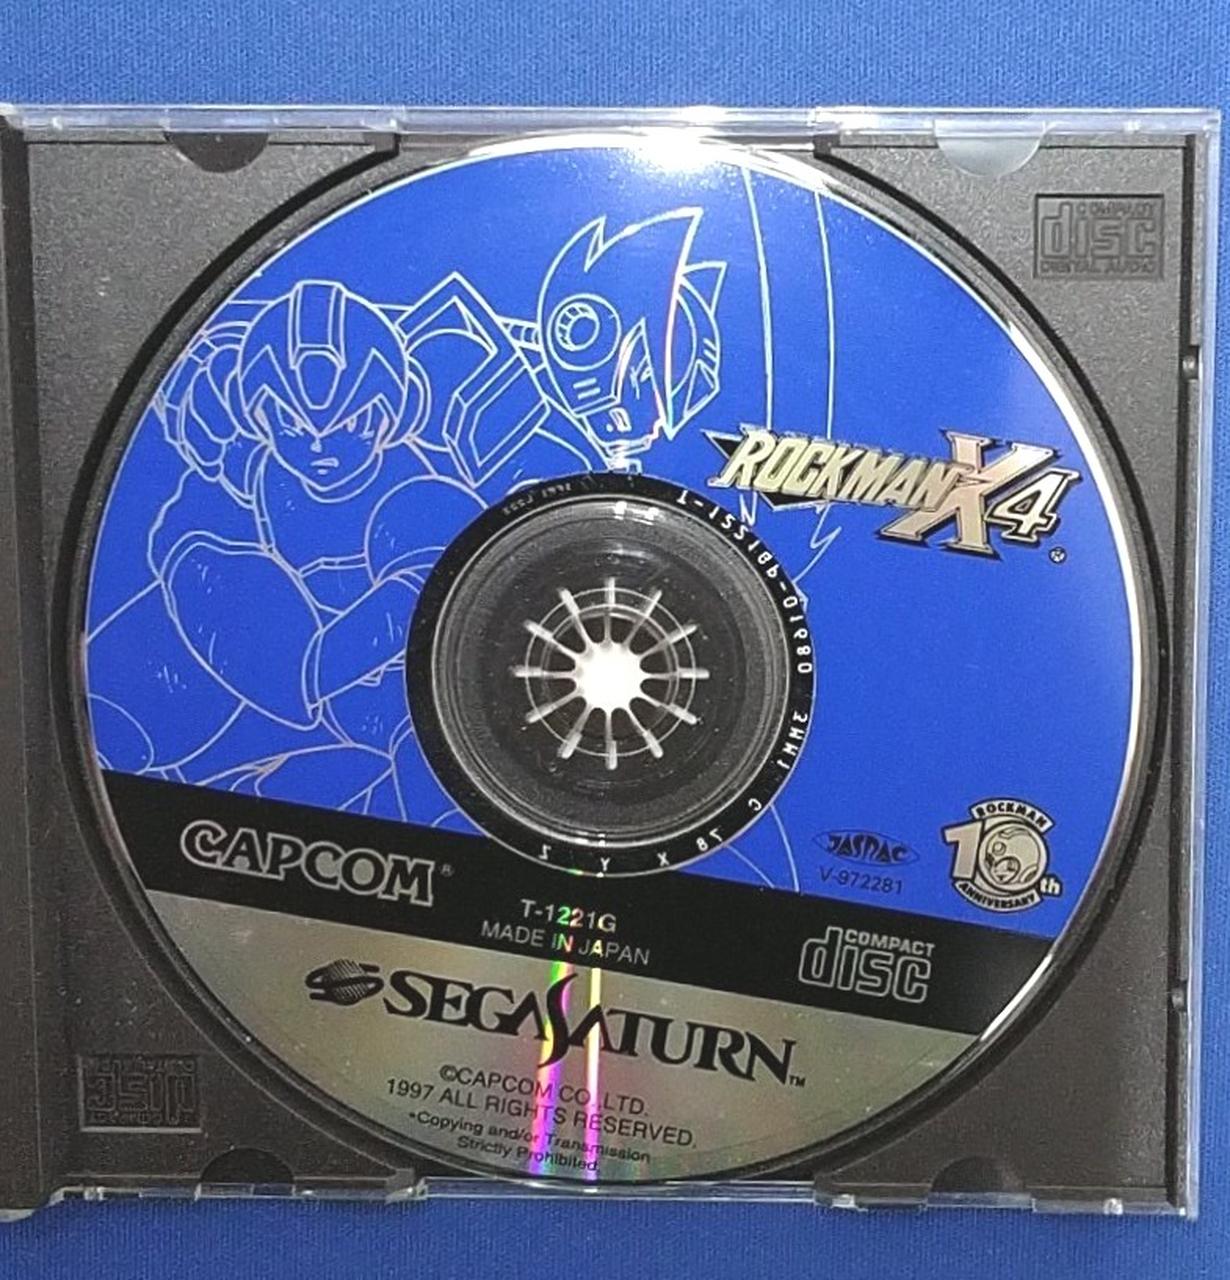 COMPACT
disc
DIGITAL AUDIO
ROCKMAN X4
ROCKMAN
10th
ANNIVERSARY
JASRAC
V-972281
CAPCOM®
T-1221G
MADE IN JAPAN
COMPACT
disc
SEGA SATURN™
©CAPCOM CO., LTD.
1997 ALL RIGHTS RESERVED.
*Copying and/or Transmission
Strictly Prohibited.